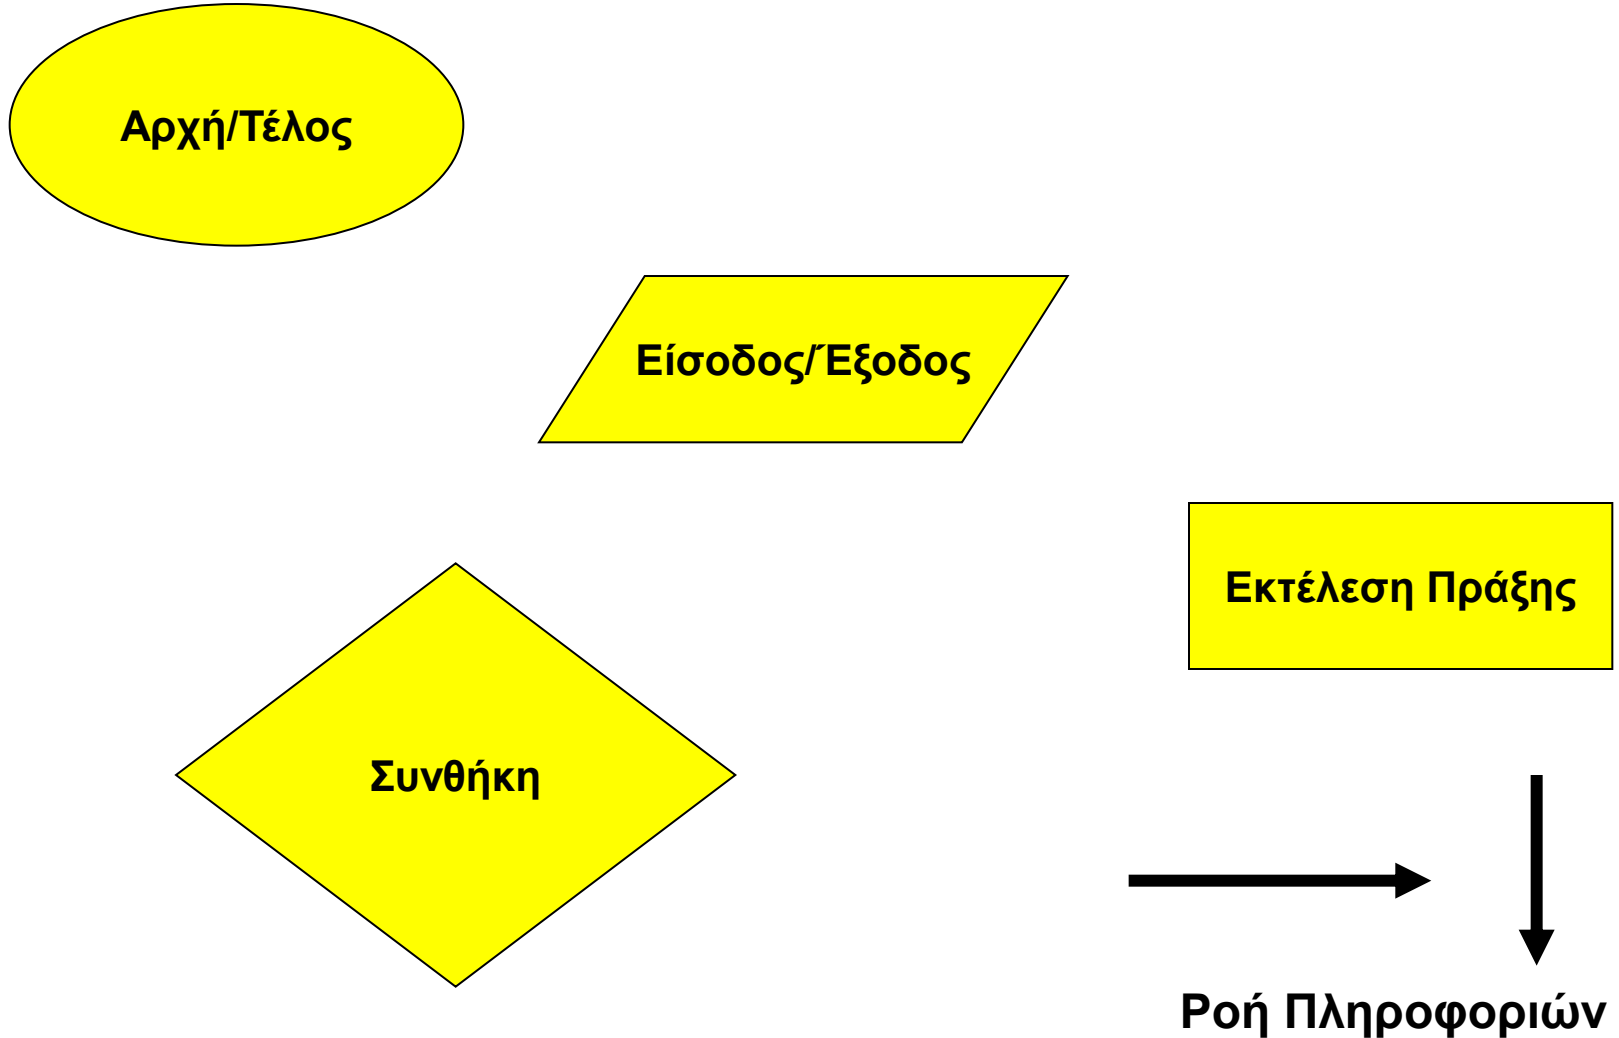 Αρχή/Τέλος
Είσοδος/Έξοδος
Εκτέλεση Πράξης
Συνθήκη
Ροή Πληροφοριών